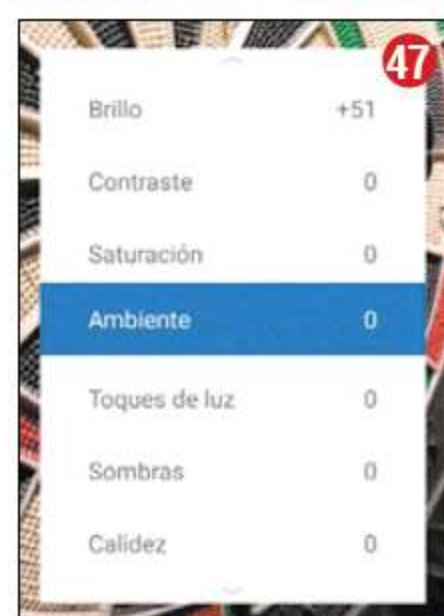 47
Brillo +51
Contraste 0
Saturación 0
Ambiente 0
Toques de luz 0
Sombras 0
Calidez 0